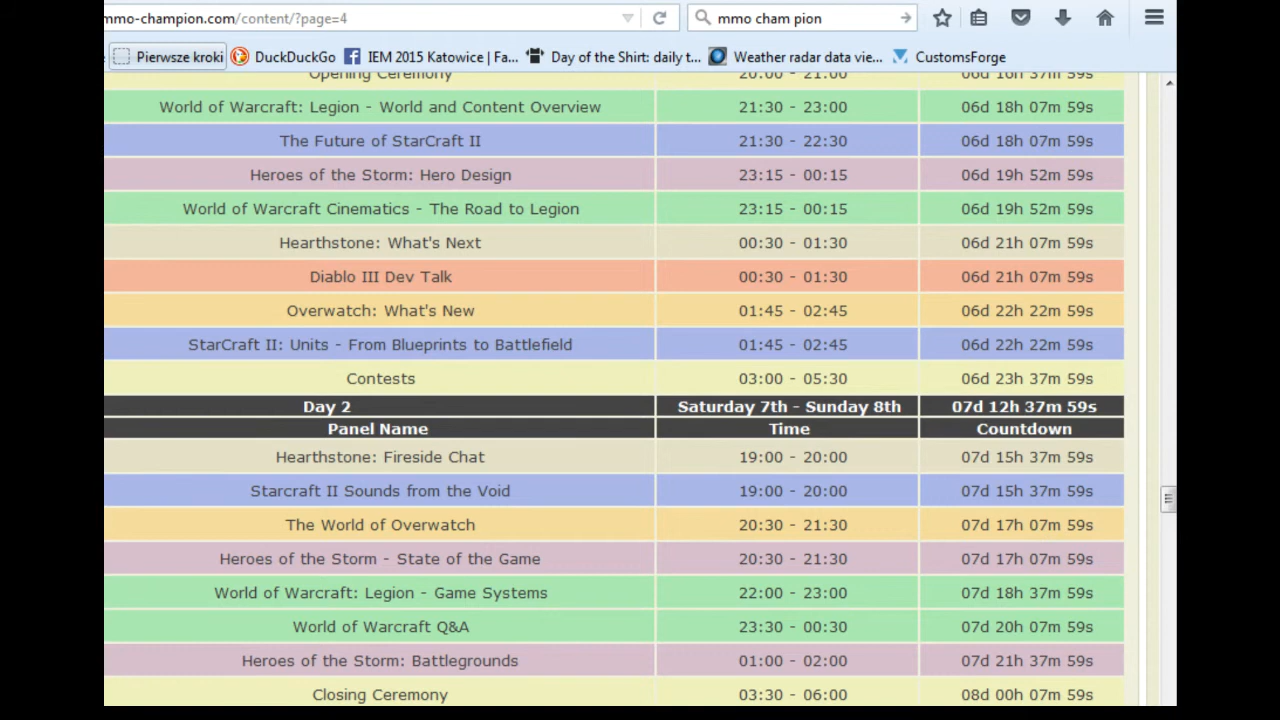 mmo-champion.com/content/?page=4 mmo cham pion
Pierwsze kroki DuckDuckGo IEM 2015 Katowice | Fa... Day of the Shirt: daily t... Weather radar data vie... CustomsForge
Opening Ceremony 20:00 - 21:00 06d 16h 37m 59s
World of Warcraft: Legion - World and Content Overview 21:30 - 23:00 06d 18h 07m 59s
The Future of StarCraft II 21:30 - 22:30 06d 18h 07m 59s
Heroes of the Storm: Hero Design 23:15 - 00:15 06d 19h 52m 59s
World of Warcraft Cinematics - The Road to Legion 23:15 - 00:15 06d 19h 52m 59s
Hearthstone: What's Next 00:30 - 01:30 06d 21h 07m 59s
Diablo III Dev Talk 00:30 - 01:30 06d 21h 07m 59s
Overwatch: What's New 01:45 - 02:45 06d 22h 22m 59s
StarCraft II: Units - From Blueprints to Battlefield 01:45 - 02:45 06d 22h 22m 59s
Contests 03:00 - 05:30 06d 23h 37m 59s
Day 2 Saturday 7th - Sunday 8th 07d 12h 37m 59s
Panel Name Time Countdown
Hearthstone: Fireside Chat 19:00 - 20:00 07d 15h 37m 59s
Starcraft II Sounds from the Void 19:00 - 20:00 07d 15h 37m 59s
The World of Overwatch 20:30 - 21:30 07d 17h 07m 59s
Heroes of the Storm - State of the Game 20:30 - 21:30 07d 17h 07m 59s
World of Warcraft: Legion - Game Systems 22:00 - 23:00 07d 18h 37m 59s
World of Warcraft Q&A 23:30 - 00:30 07d 20h 07m 59s
Heroes of the Storm: Battlegrounds 01:00 - 02:00 07d 21h 37m 59s
Closing Ceremony 03:30 - 06:00 08d 00h 07m 59s